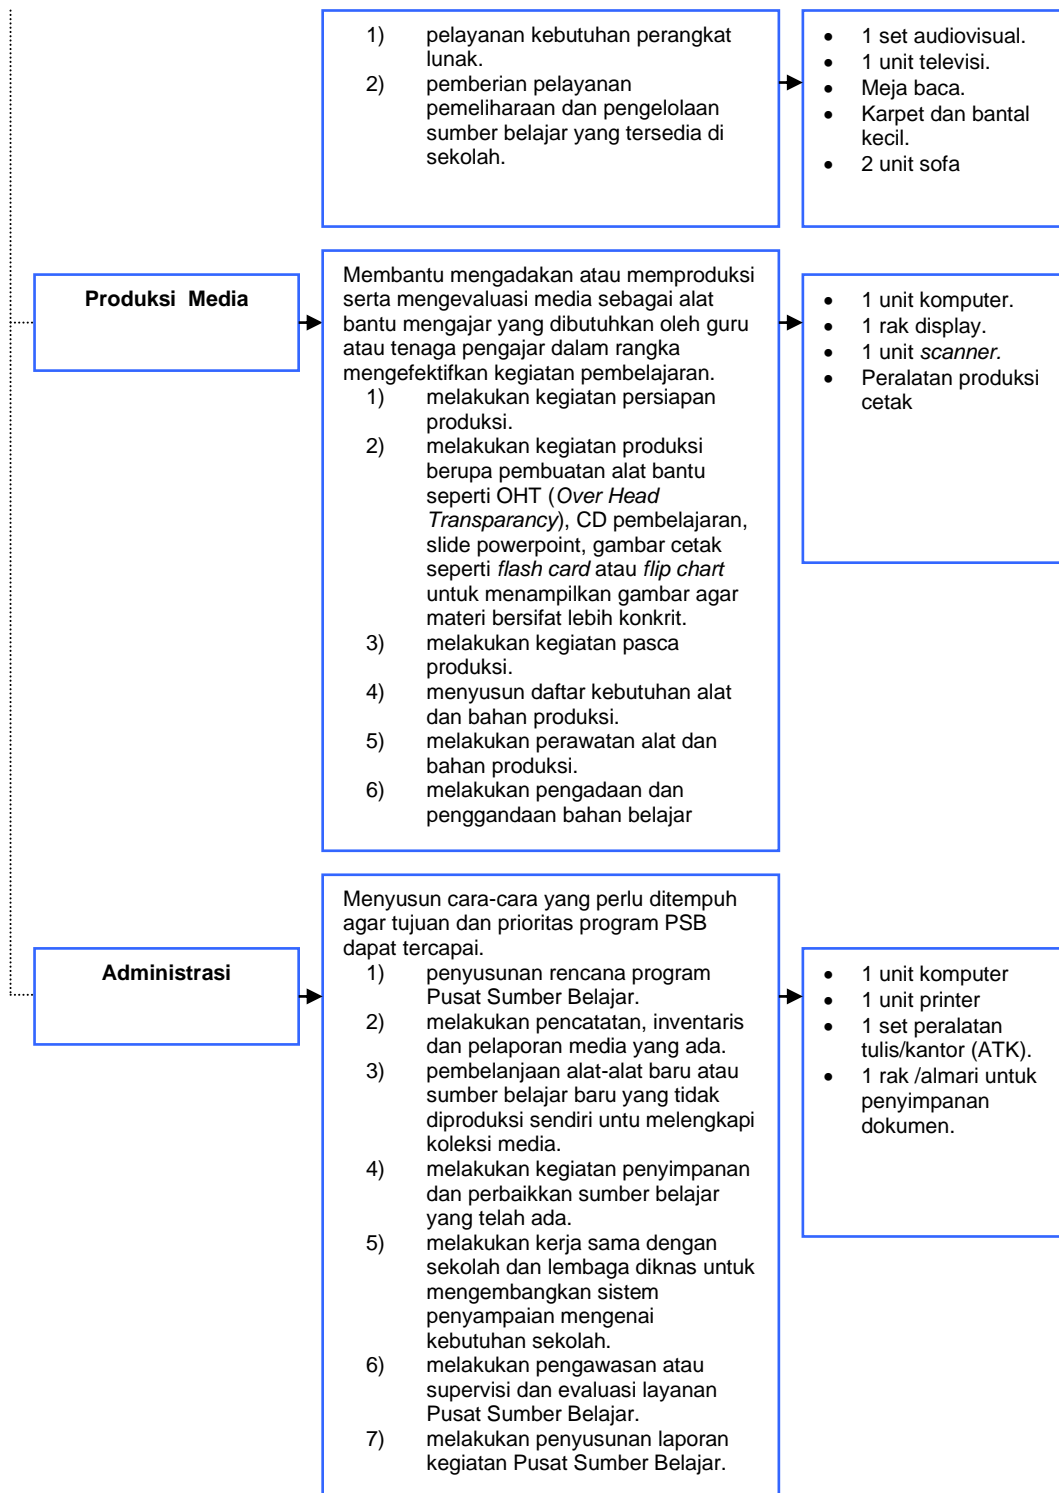 1) pelayanan kebutuhan perangkat
lunak.
2) pemberian pelayanan
pemeliharaan dan pengelolaan
sumber belajar yang tersedia di
sekolah.
• 1 set audiovisual.
• 1 unit televisi.
• Meja baca.
• Karpet dan bantal
kecil.
• 2 unit sofa
Produksi Media
Membantu mengadakan atau memproduksi
serta mengevaluasi media sebagai alat
bantu mengajar yang dibutuhkan oleh guru
atau tenaga pengajar dalam rangka
mengefektifkan kegiatan pembelajaran.
1) melakukan kegiatan persiapan
produksi.
2) melakukan kegiatan produksi
berupa pembuatan alat bantu
seperti OHT (Over Head
Transparancy), CD pembelajaran,
slide powerpoint, gambar cetak
seperti flash card atau flip chart
untuk menampilkan gambar agar
materi bersifat lebih konkrit.
3) melakukan kegiatan pasca
produksi.
4) menyusun daftar kebutuhan alat
dan bahan produksi.
5) melakukan perawatan alat dan
bahan produksi.
6) melakukan pengadaan dan
penggandaan bahan belajar
• 1 unit komputer.
• 1 rak display.
• 1 unit scanner.
• Peralatan produksi
cetak
Administrasi
Menyusun cara-cara yang perlu ditempuh
agar tujuan dan prioritas program PSB
dapat tercapai.
1) penyusunan rencana program
Pusat Sumber Belajar.
2) melakukan pencatatan, inventaris
dan pelaporan media yang ada.
3) pembelanjaan alat-alat baru atau
sumber belajar baru yang tidak
diproduksi sendiri untu melengkapi
koleksi media.
4) melakukan kegiatan penyimpanan
dan perbaikkan sumber belajar
yang telah ada.
5) melakukan kerja sama dengan
sekolah dan lembaga diknas untuk
mengembangkan sistem
penyampaian mengenai
kebutuhan sekolah.
6) melakukan pengawasan atau
supervisi dan evaluasi layanan
Pusat Sumber Belajar.
7) melakukan penyusunan laporan
kegiatan Pusat Sumber Belajar.
• 1 unit komputer
• 1 unit printer
• 1 set peralatan
tulis/kantor (ATK).
• 1 rak /almari untuk
penyimpanan
dokumen.